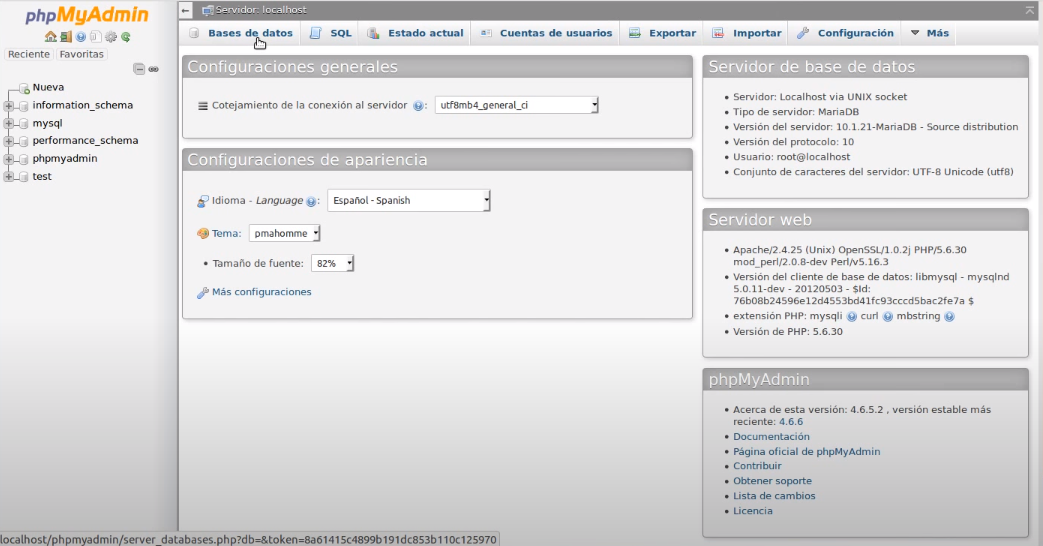 phpMyAdmin
Reciente Favoritas
Nueva
information_schema
mysql
performance_schema
phpmyadmin
test
Servidor: localhost
Bases de datos SQL Estado actual Cuentas de usuarios Exportar Importar Configuración Más
Configuraciones generales
Cotejamiento de la conexión al servidor : utf8mb4_general_ci
Configuraciones de apariencia
Idioma - Language : Español - Spanish
Tema: pmahomme
• Tamaño de fuente: 82%
Más configuraciones
Servidor de base de datos
• Servidor: Localhost via UNIX socket
• Tipo de servidor: MariaDB
• Versión del servidor: 10.1.21-MariaDB - Source distribution
• Versión del protocolo: 10
• Usuario: root@localhost
• Conjunto de caracteres del servidor: UTF-8 Unicode (utf8)
Servidor web
• Apache/2.4.25 (Unix) OpenSSL/1.0.2j PHP/5.6.30
mod_perl/2.0.8-dev Perl/v5.16.3
• Versión del cliente de base de datos: libmysql - mysqlnd
5.0.11-dev - 20120503 - $Id:
76b08b24596e12d4553bd41fc93cccd5bac2fe7a $
• extensión PHP: mysqli curl mbstring
• Versión de PHP: 5.6.30
phpMyAdmin
• Acerca de esta versión: 4.6.5.2 , versión estable más
reciente: 4.6.6
• Documentación
• Página oficial de phpMyAdmin
• Contribuir
• Obtener soporte
• Lista de cambios
• Licencia
localhost/phpmyadmin/server_databases.php?db=&token=8a61415c4899b191dc853b110c125970